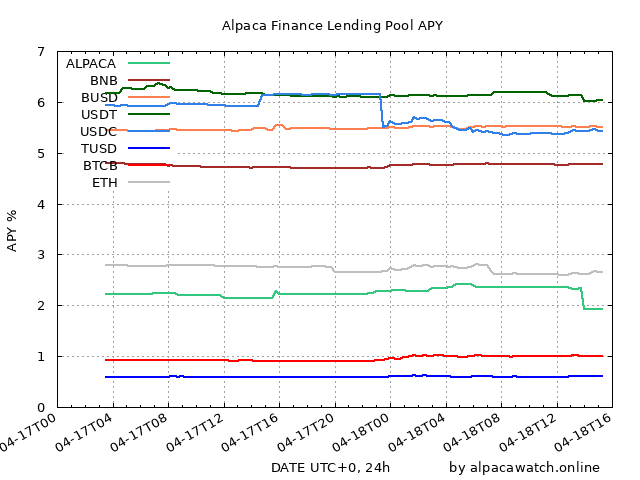 Alpaca Finance Lending Pool APY
7
6
5
4
3
2
1
0
APY %
ALPACA
BNB
BUSD
USDT
USDC
TUSD
BTCB
ETH
04-17T00
04-17T04
04-17T08
04-17T12
04-17T16
04-17T20
04-18T00
04-18T04
04-18T08
04-18T12
04-18T16
DATE UTC+0, 24h
by alpacawatch.online